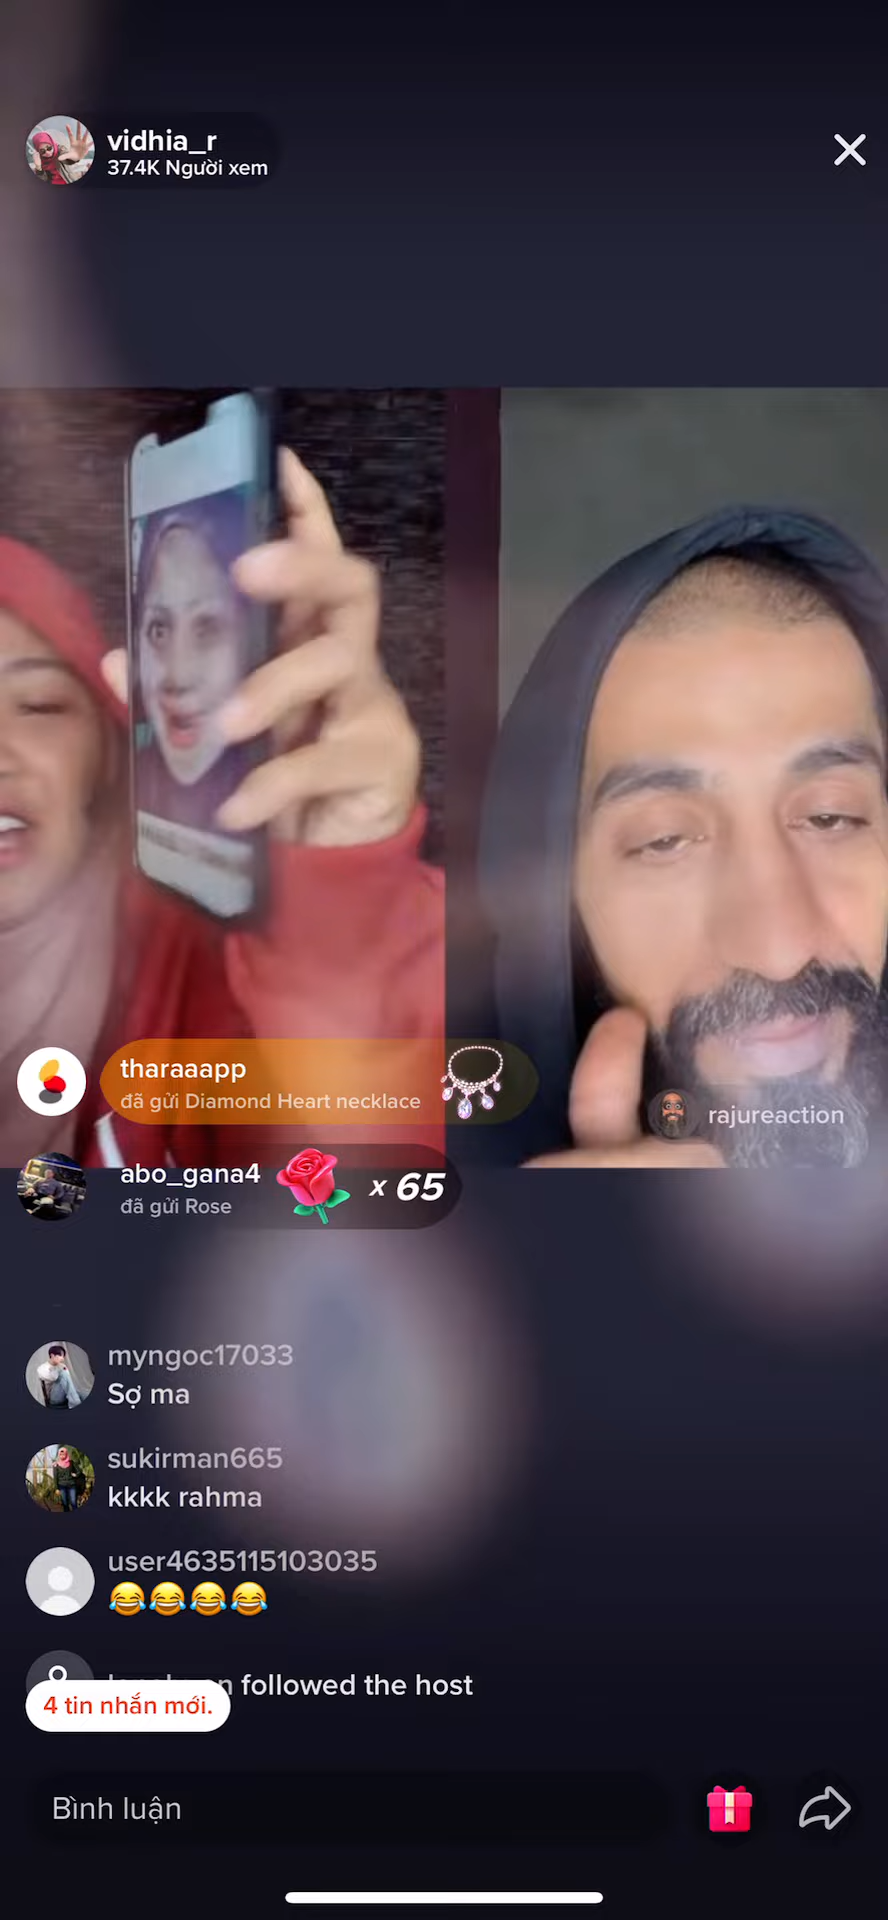 vidhia_r
37.4K Người xem
tharaaapp
đã gửi Diamond Heart necklace
rajureaction
abo_gana4
đã gửi Rose
x 65
myngoc17033
Sợ ma
sukirman665
kkkk rahma
user4635115103035
😂😂😂😂
followed the host
4 tin nhắn mới.
Bình luận